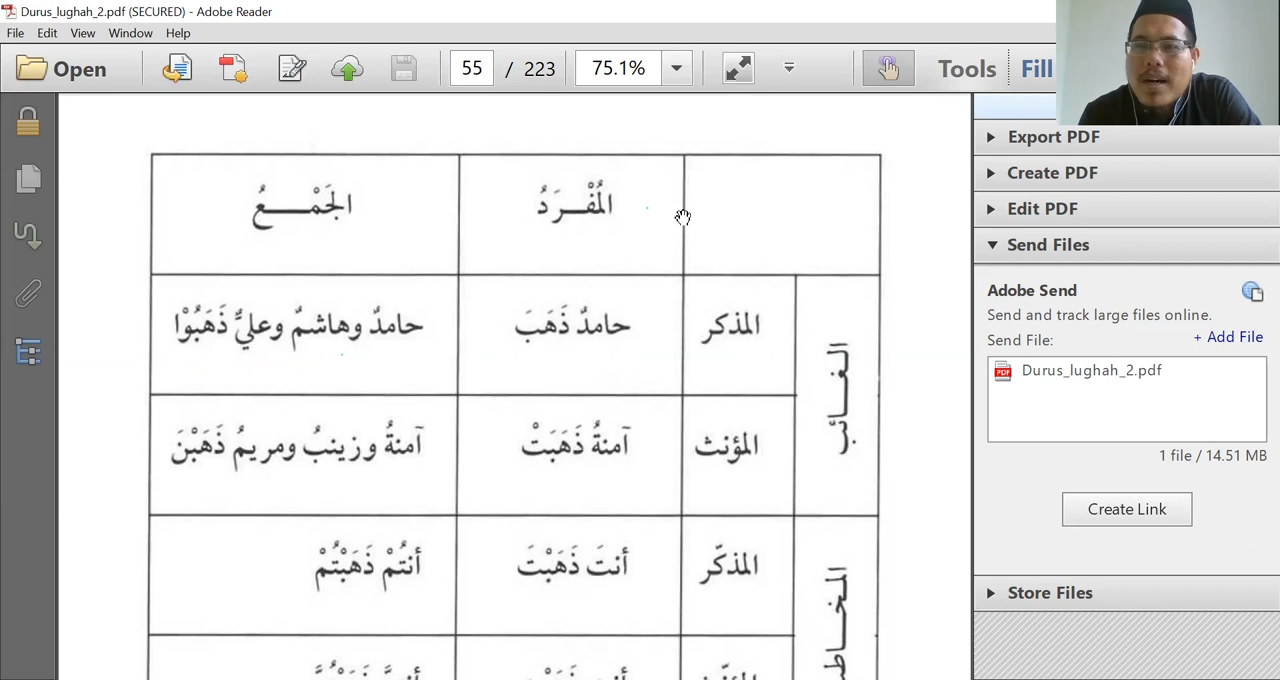 Durus_lughah_2.pdf (SECURED) - Adobe Reader
File Edit View Window Help
Open 55 / 223 75.1% Tools Fill
المُفْـــرَدُ الجَمْـــــعُ
الغـــائب
المذكر حامدٌ ذَهَبَ حامدٌ وهاشمٌ وعليٌّ ذَهَبُوْا
المؤنث آمنةُ ذَهَبَتْ آمنةُ وزينبُ ومريمُ ذَهَبْنَ
المذكّر أنتَ ذَهَبْتَ أنتُمْ ذَهَبْتُمْ
Export PDF
Create PDF
Edit PDF
Send Files
Adobe Send
Send and track large files online.
Send File:
+ Add File
Durus_lughah_2.pdf
1 file / 14.51 MB
Create Link
Store Files